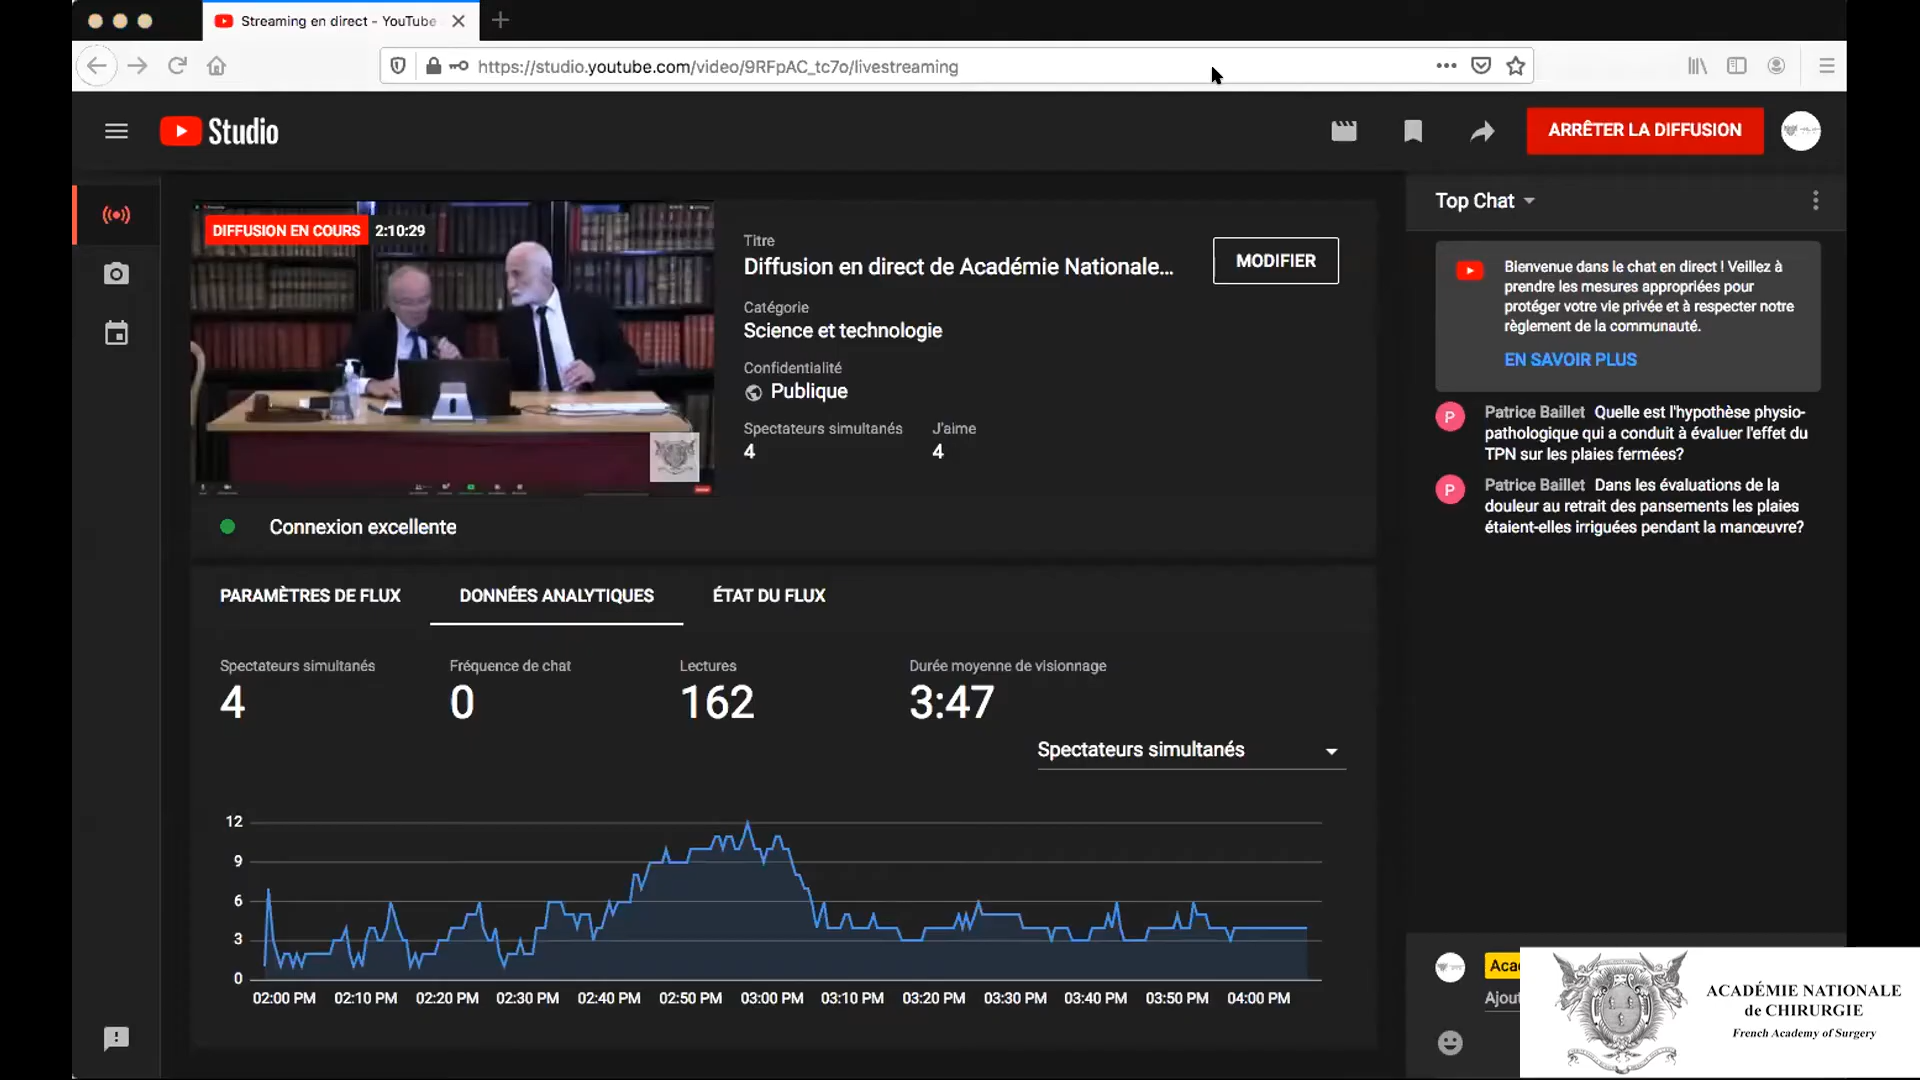 Streaming en direct - YouTube
https://studio.youtube.com/video/9RFpAC_tc7o/livestreaming
Studio
ARRÊTER LA DIFFUSION
DIFFUSION EN COURS 2:10:29
Titre
Diffusion en direct de Académie Nationale...
MODIFIER
Catégorie
Science et technologie
Confidentialité
Publique
Spectateurs simultanés J'aime
4 4
Connexion excellente
Top Chat
Bienvenue dans le chat en direct ! Veillez à
prendre les mesures appropriées pour
protéger votre vie privée et à respecter notre
règlement de la communauté.
EN SAVOIR PLUS
P Patrice Baillet Quelle est l'hypothèse physio-
pathologique qui a conduit à évaluer l'effet du
TPN sur les plaies fermées?
P Patrice Baillet Dans les évaluations de la
douleur au retrait des pansements les plaies
étaient-elles irriguées pendant la manœuvre?
PARAMÈTRES DE FLUX DONNÉES ANALYTIQUES ÉTAT DU FLUX
Spectateurs simultanés Fréquence de chat Lectures Durée moyenne de visionnage
4 0 162 3:47
Spectateurs simultanés
12
9
6
3
0
02:00 PM 02:10 PM 02:20 PM 02:30 PM 02:40 PM 02:50 PM 03:00 PM 03:10 PM 03:20 PM 03:30 PM 03:40 PM 03:50 PM 04:00 PM
Aca
Ajout
ACADÉMIE NATIONALE
de CHIRURGIE
French Academy of Surgery